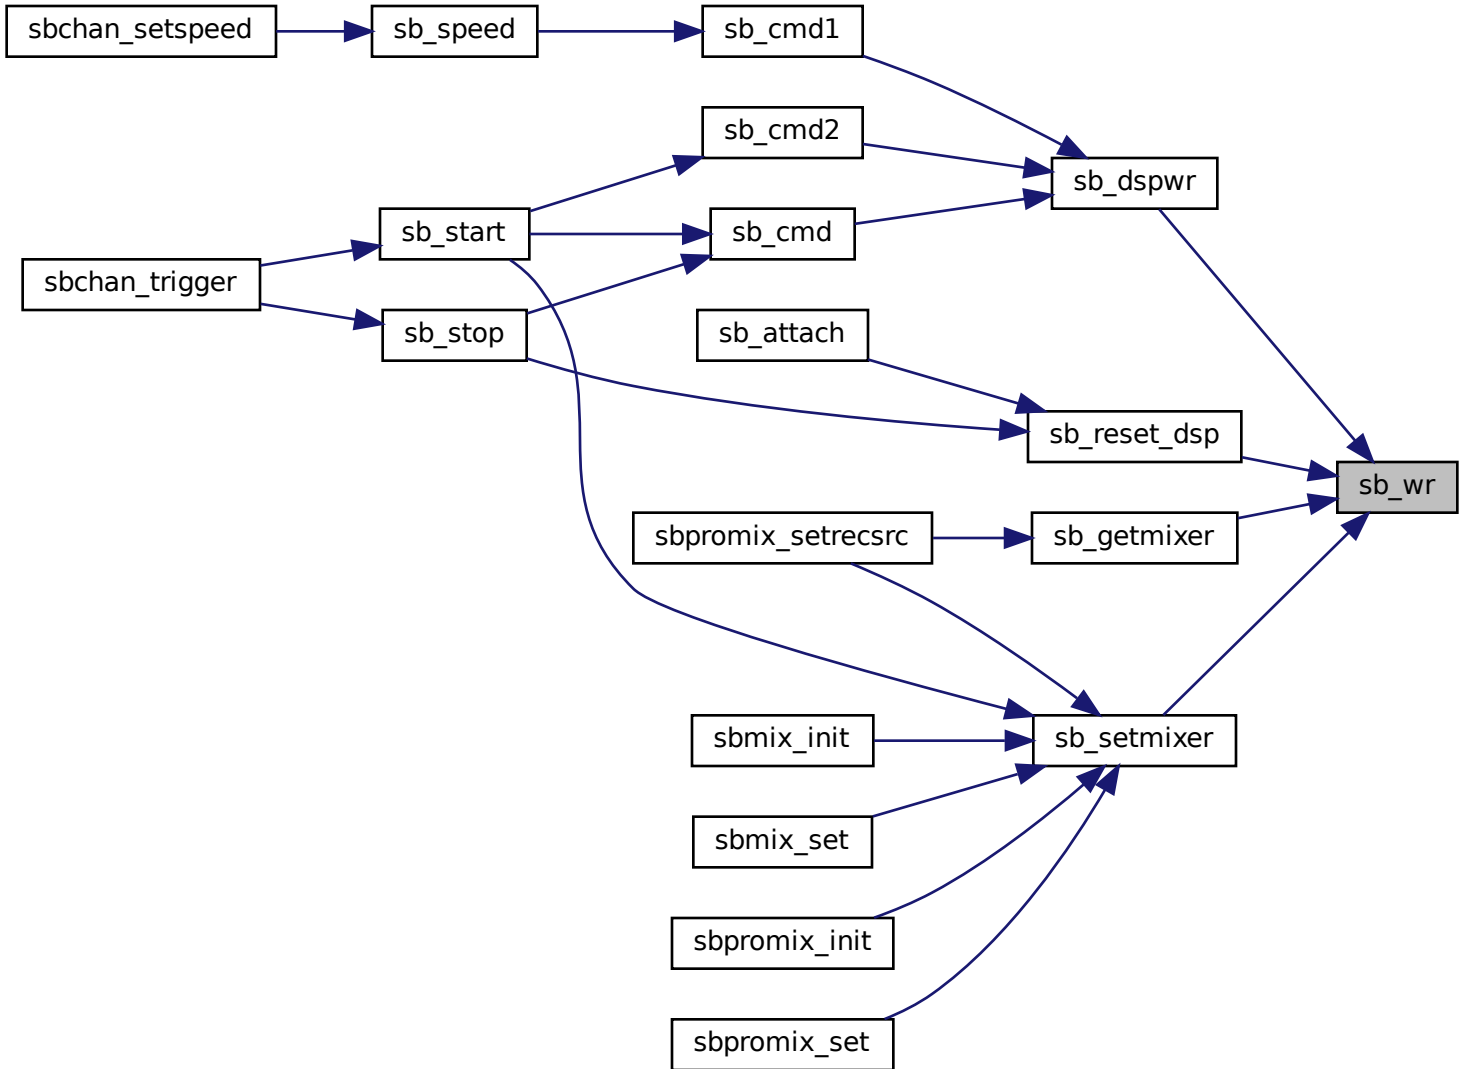 sbchan_setspeed
sb_speed
sb_cmd1
sb_cmd2
sb_dspwr
sb_start
sb_cmd
sbchan_trigger
sb_stop
sb_attach
sb_reset_dsp
sb_wr
sbpromix_setrecsrc
sb_getmixer
sbmix_init
sb_setmixer
sbmix_set
sbpromix_init
sbpromix_set